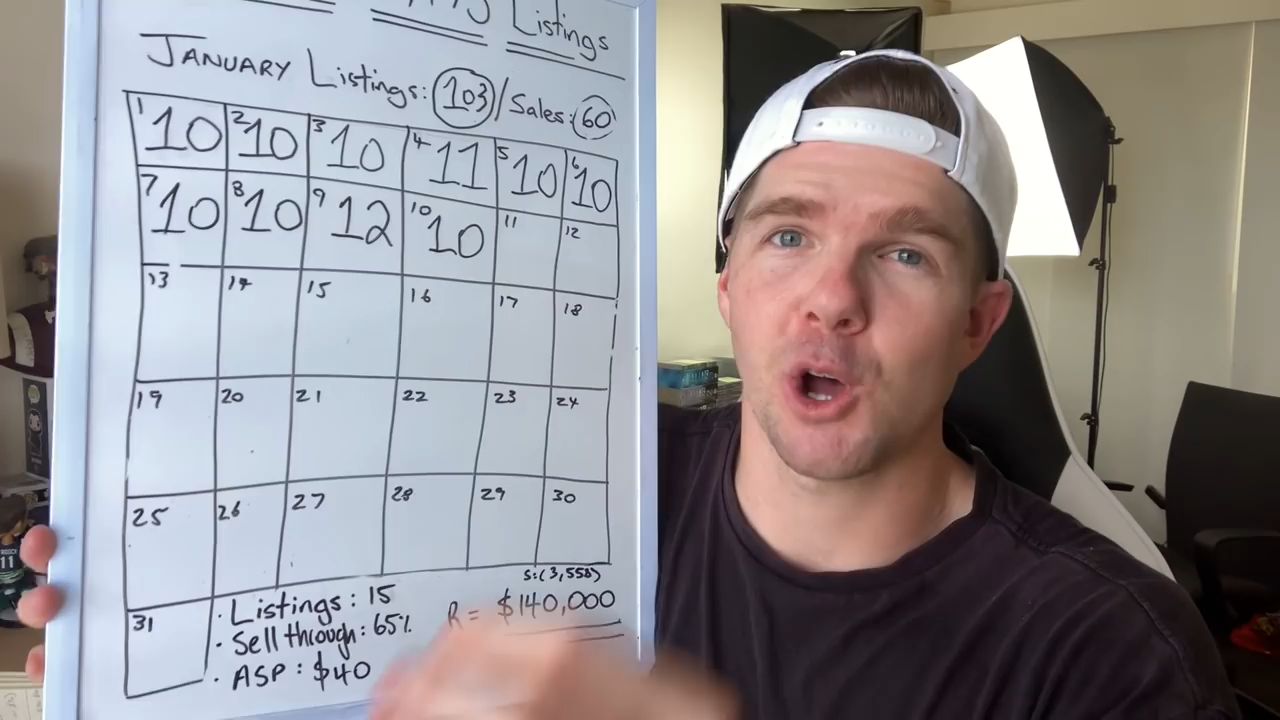 Listings
JANUARY Listings: 103 / Sales: 60
1 10 2 10 3 10 4 11 5 10 6 10
7 10 8 10 9 12 10 10 11 12
13 14 15 16 17 18
19 20 21 22 23 24
25 26 27 28 29 30
31
S:(3,558)
· Listings: 15
R = $140,000
· Sell through: 65%
· ASP: $40
11